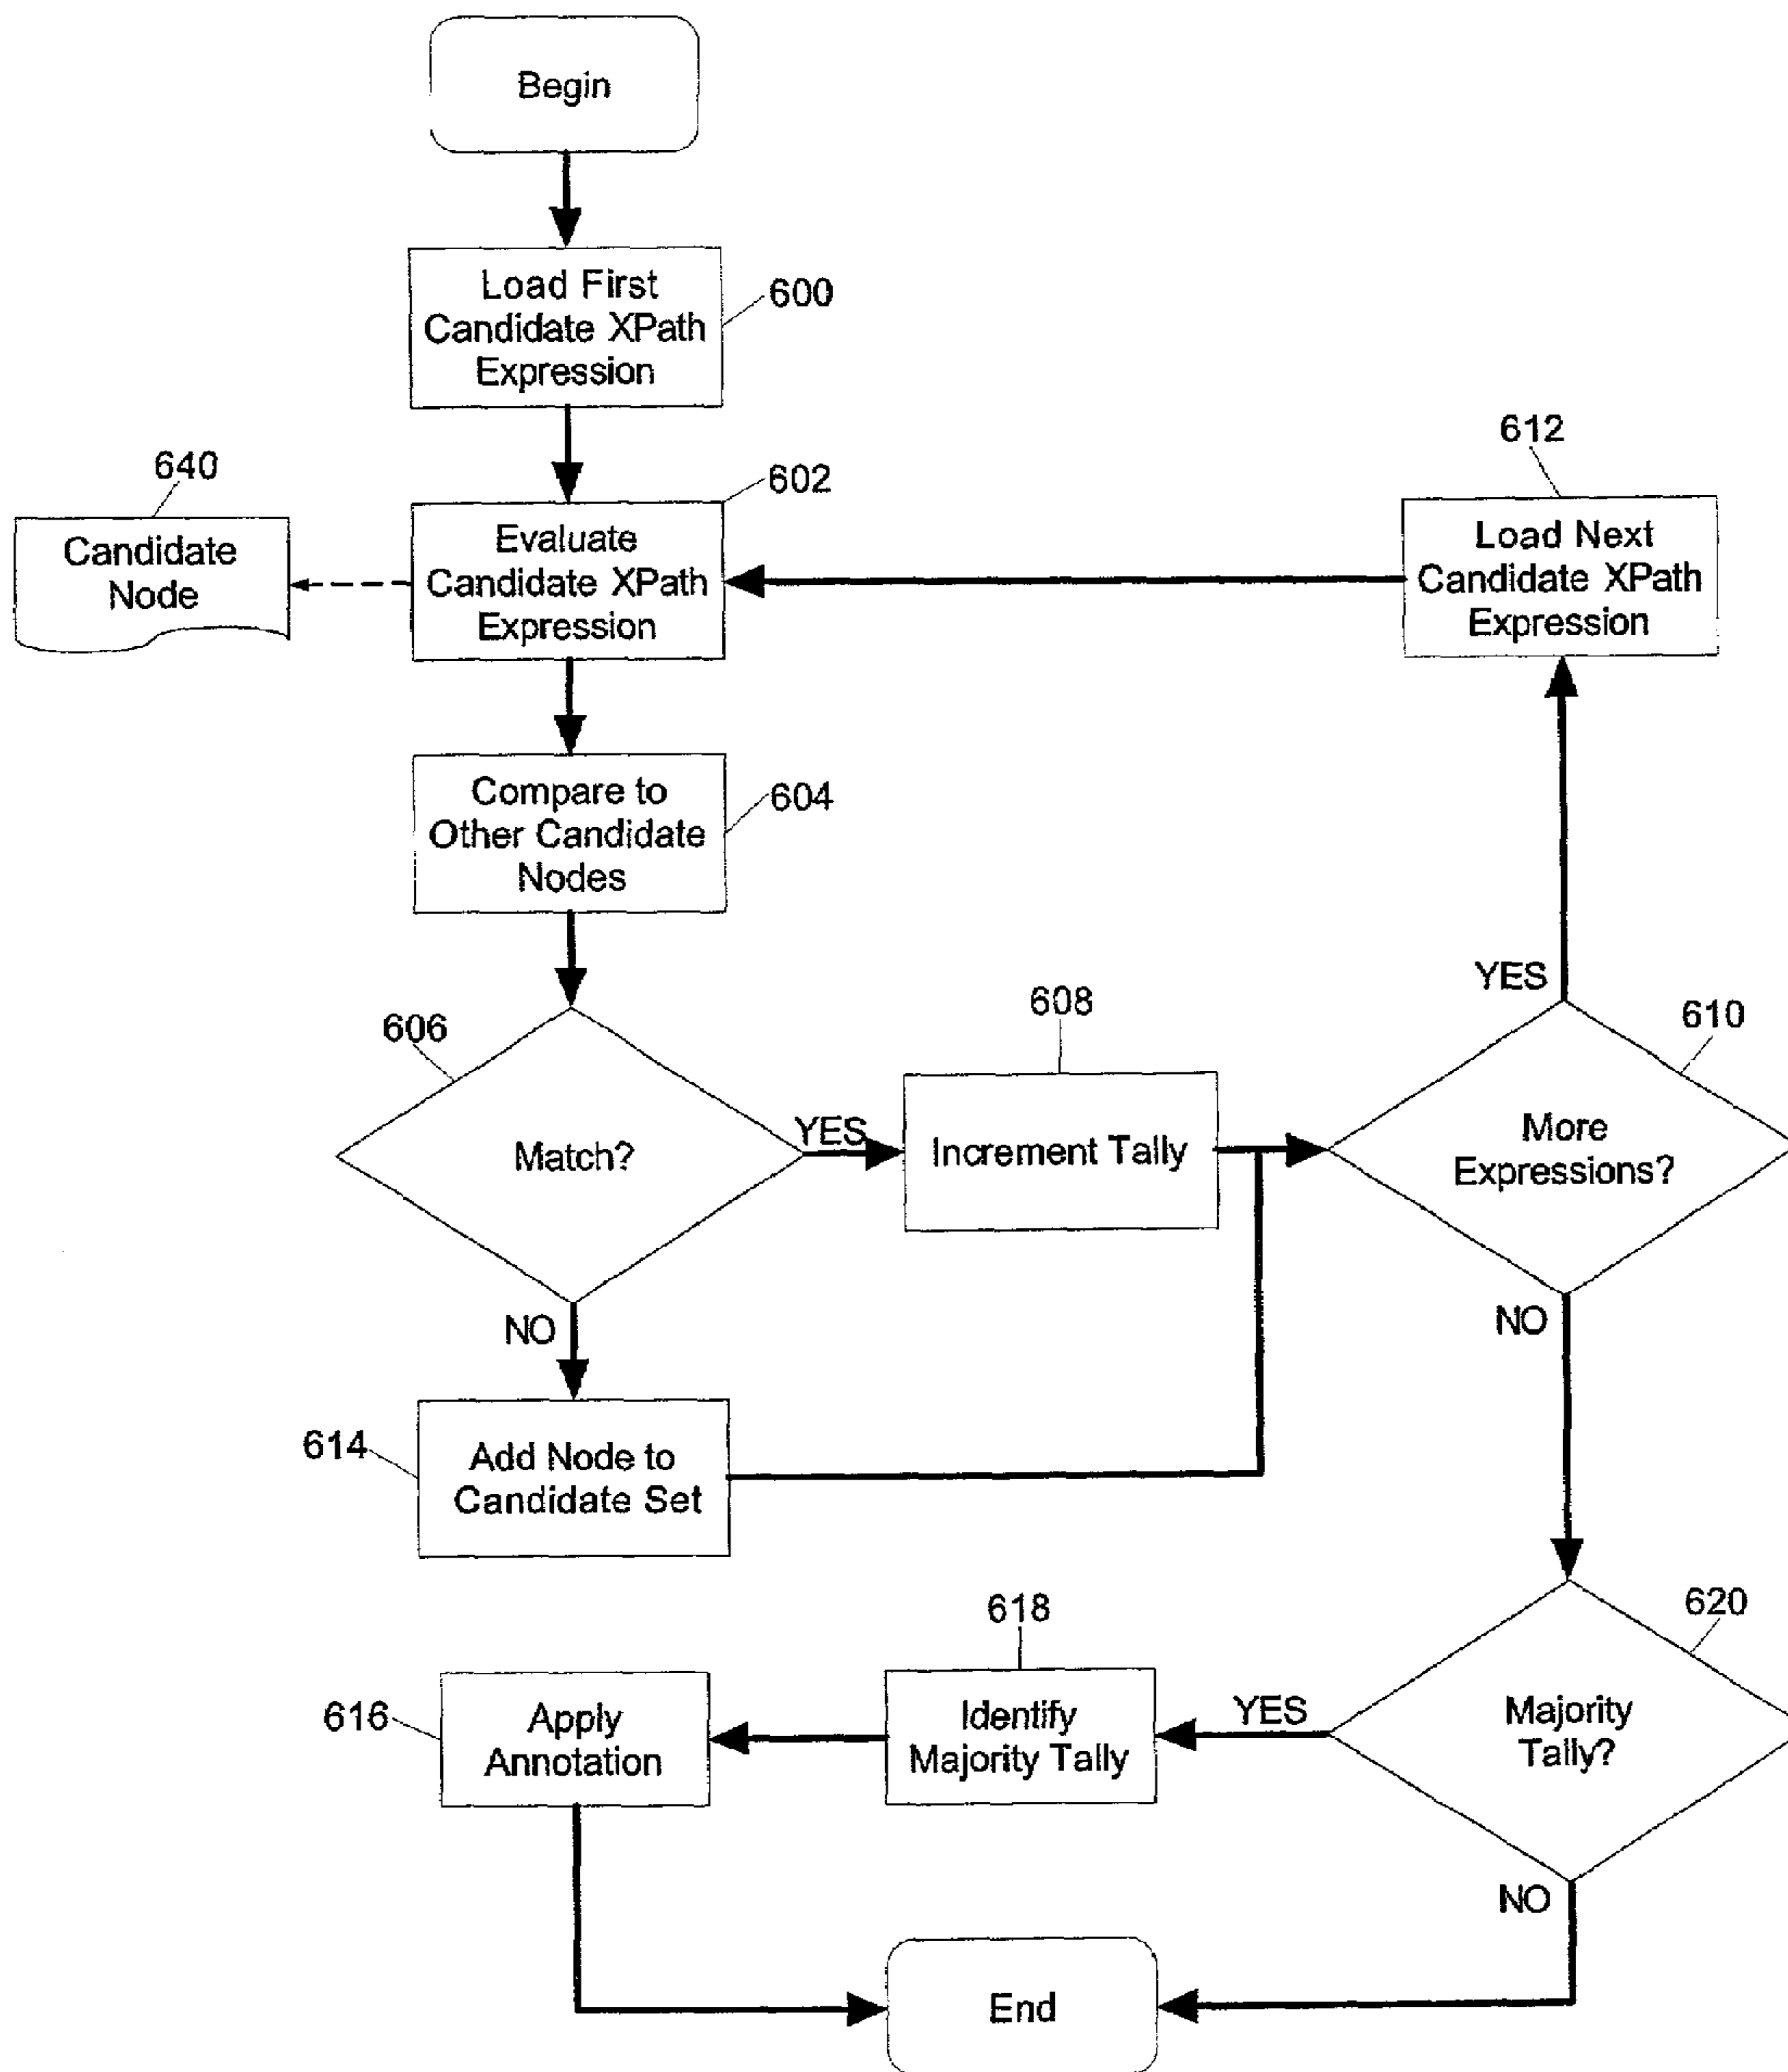 Begin
Load First
Candidate XPath
Expression
600
640
Candidate
Node
602
Evaluate
Candidate XPath
Expression
612
Load Next
Candidate XPath
Expression
Compare to
Other Candidate
Nodes
604
606
Match?
YES
608
Increment Tally
YES
610
More
Expressions?
NO
NO
614
Add Node to
Candidate Set
620
Majority
Tally?
YES
618
Identify
Majority Tally
616
Apply
Annotation
NO
End